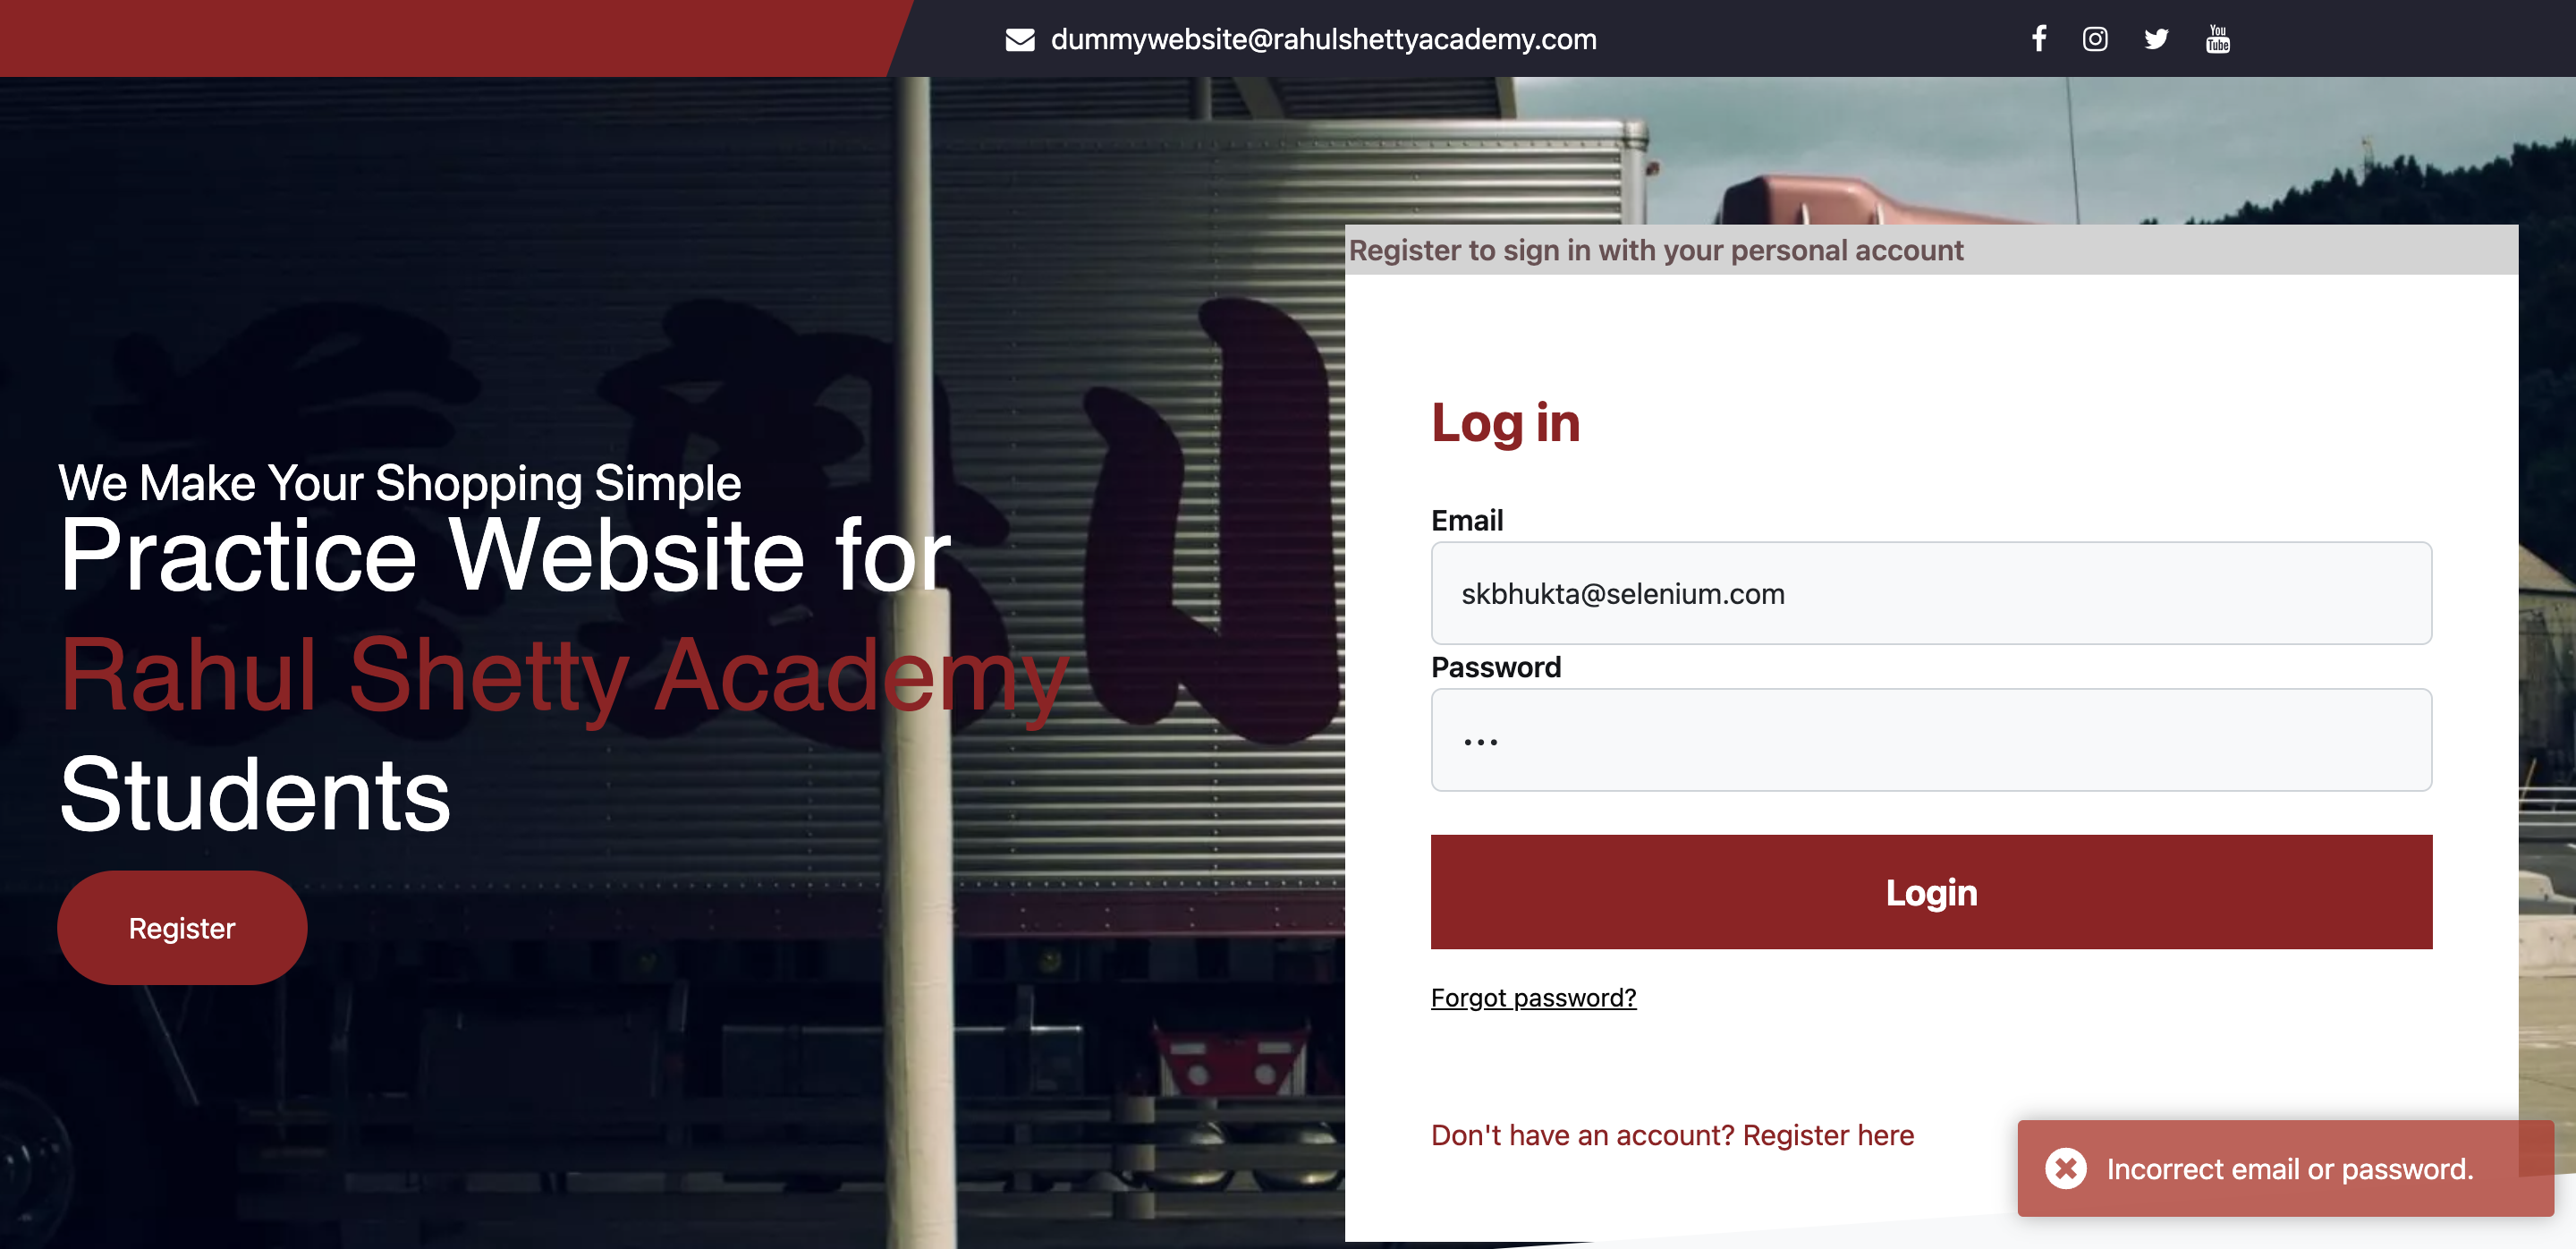 dummywebsite@rahulshettyacademy.com
You
Tube
Register to sign in with your personal account
We Make Your Shopping Simple
Practice Website for
Rahul Shetty Academy
Students
Register
Log in
Email
skbhukta@selenium.com
Password
Login
Forgot password?
Don't have an account? Register here
Incorrect email or password.